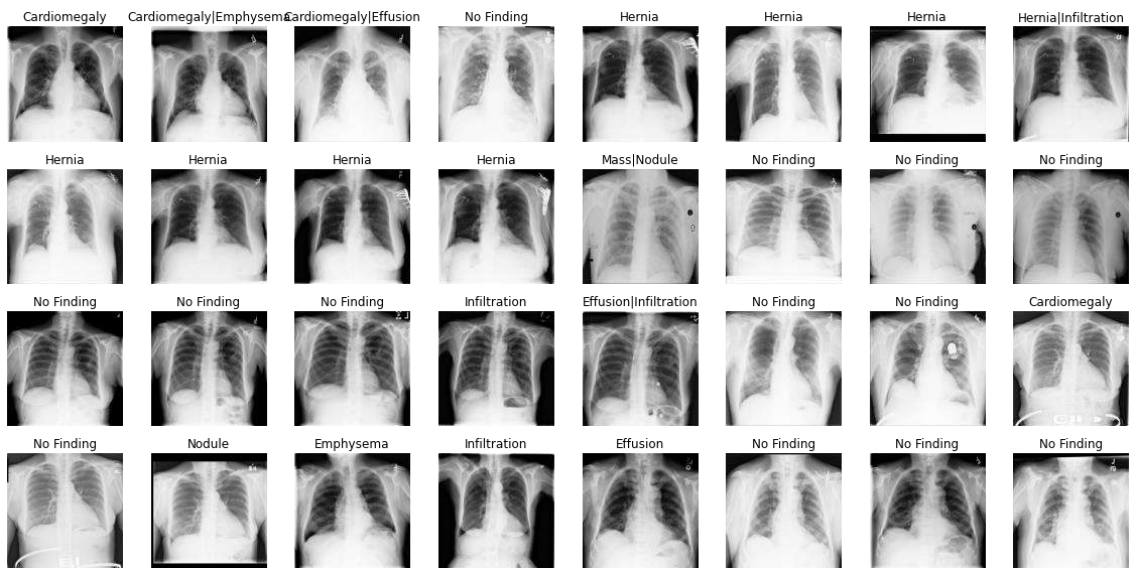 Cardiomegaly Cardiomegaly|Emphysema Cardiomegaly|Effusion No Finding Hernia Hernia Hernia Hernia|Infiltration
Hernia Hernia Hernia Hernia Mass|Nodule No Finding No Finding No Finding
No Finding No Finding No Finding Infiltration Effusion|Infiltration No Finding No Finding Cardiomegaly
No Finding Nodule Emphysema Infiltration Effusion No Finding No Finding No Finding